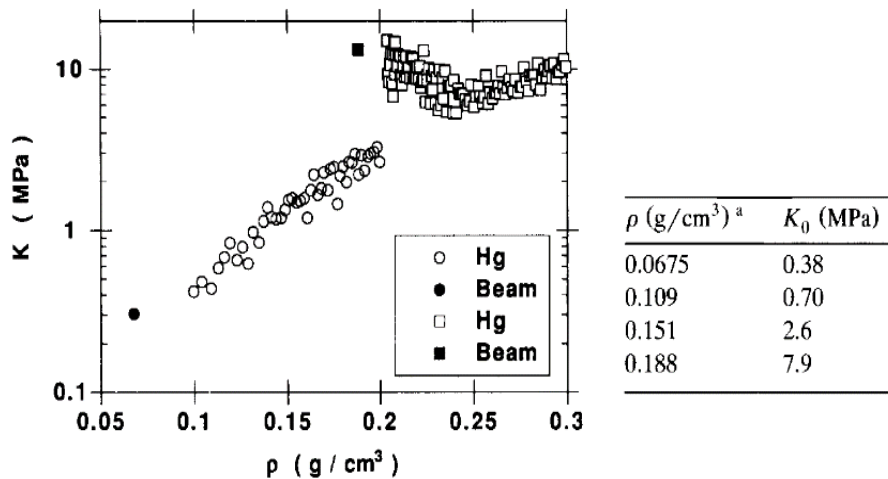 K ( MPa)
10
1
0.1
0.05 0.1 0.15 0.2 0.25 0.3
ρ ( g / cm³ )
Hg
Beam
Hg
Beam
ρ (g/cm³) ᵃ K₀ (MPa)
0.0675 0.38
0.109 0.70
0.151 2.6
0.188 7.9